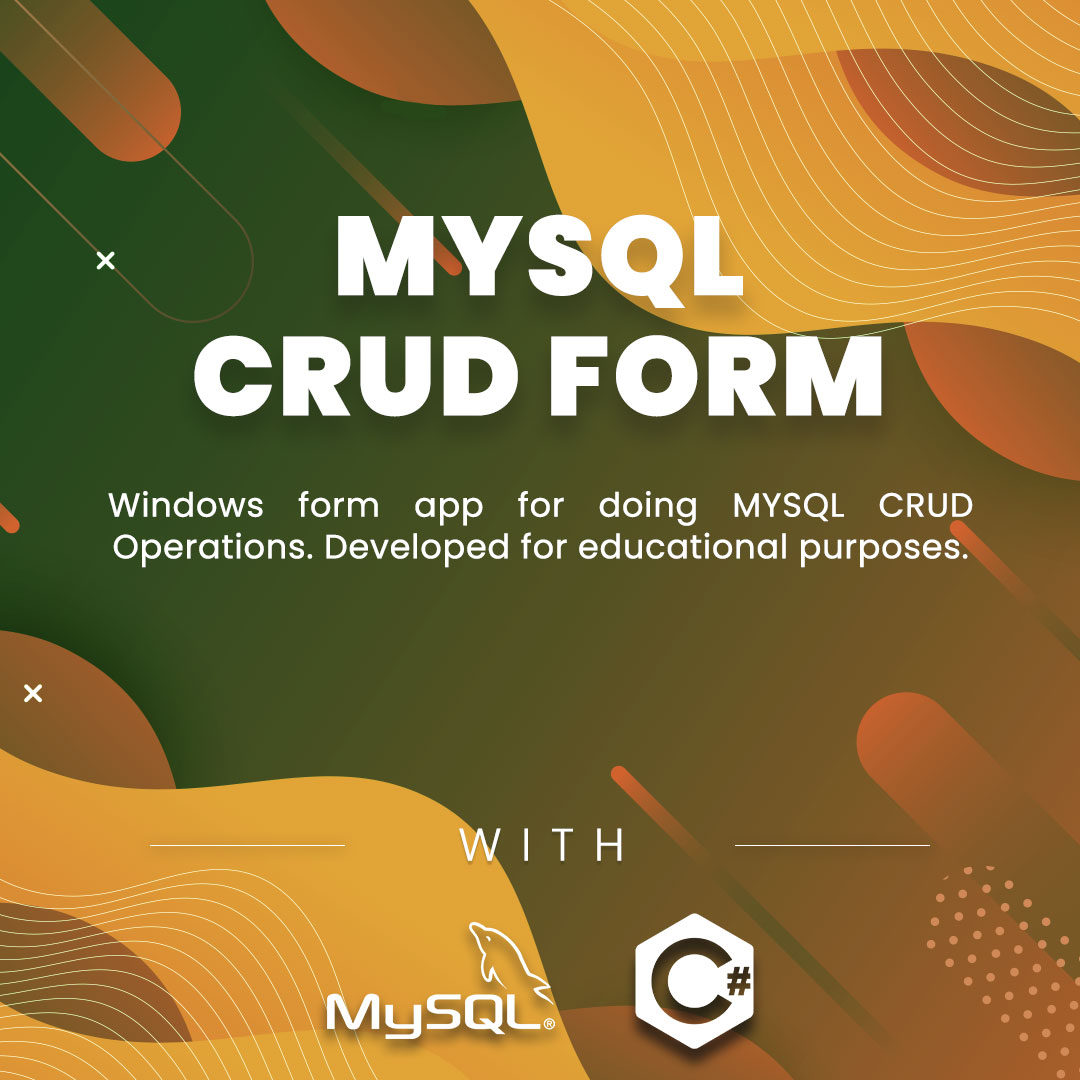 MYSQL
CRUD FORM
Windows form app for doing MYSQL CRUD
Operations. Developed for educational purposes.
WITH
MySQL®
C#